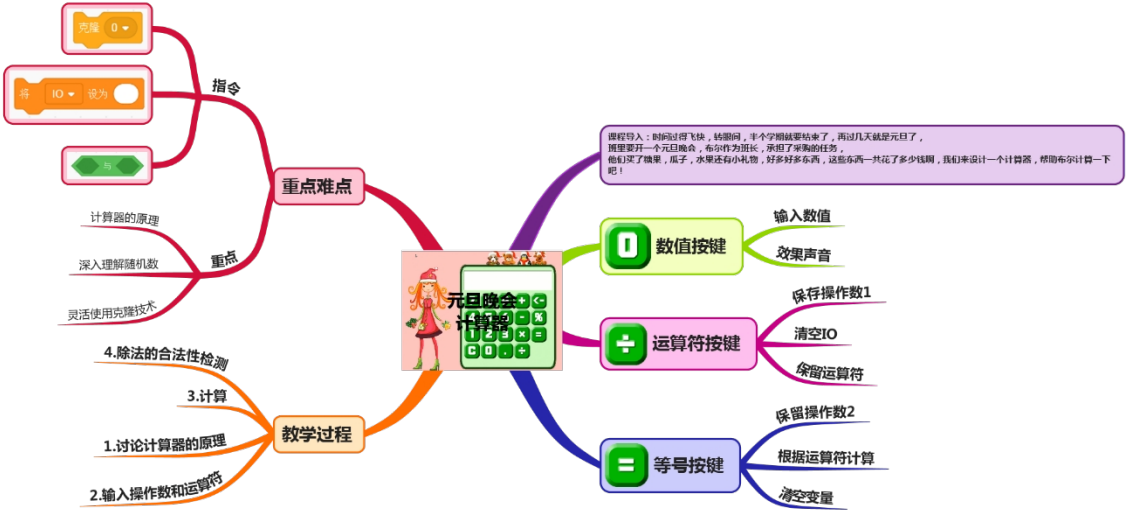 克隆 0
将 IO 设为
与
指令
重点难点
计算器的原理
深入理解随机数
灵活使用克隆技术
重点
4.除法的合法性检测
3.计算
1.讨论计算器的原理
2.输入操作数和运算符
教学过程
元旦晚会
计算器
+ <=
- %
1 2 3 × =
C 0 . ÷
课程导入：时间过得飞快，转眼间，半个学期就要结束了，再过几天就是元旦了，
班里要开一个元旦晚会，布尔作为班长，承担了采购的任务，
他们买了糖果，瓜子，水果还有小礼物，好多好多东西，这些东西一共花了多少钱啊，我们来设计一个计算器，帮助布尔计算一下
吧！
0 数值按键
输入数值
效果声音
÷ 运算符按键
保存操作数1
清空IO
保留运算符
= 等号按键
保留操作数2
根据运算符计算
清空变量